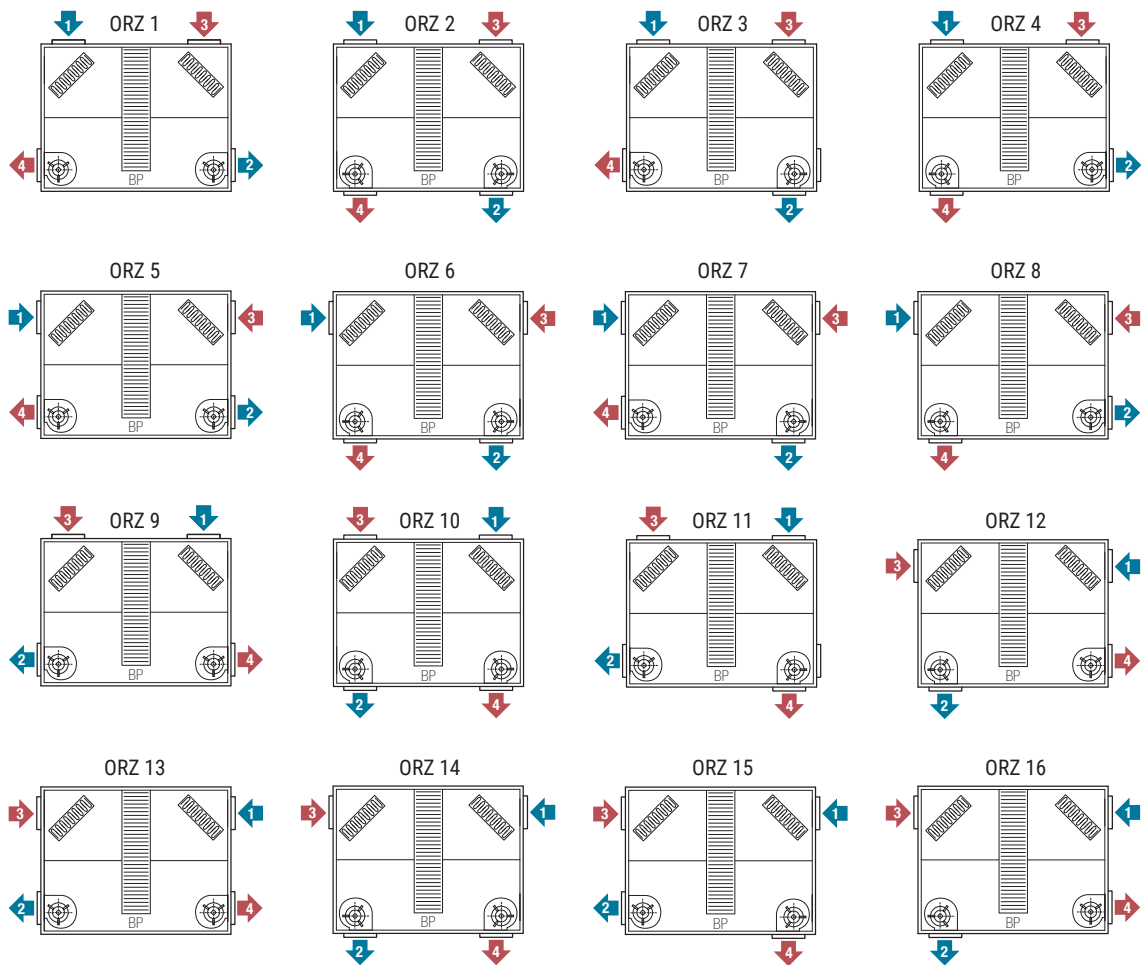 1 ORZ 1 3
1 ORZ 2 3
1 ORZ 3 3
1 ORZ 4 3
4 BP 2
BP
4 2
4 BP
2
BP 2
4
ORZ 5
ORZ 6
ORZ 7
ORZ 8
1 3
1 3
1 3
1 3
4 BP 2
BP
4 2
4 BP
2
BP 2
4
3 ORZ 9 1
3 ORZ 10 1
3 ORZ 11 1
ORZ 12
3 1
2 BP 4
BP
2 4
2 BP
4
BP 4
2
ORZ 13
ORZ 14
ORZ 15
ORZ 16
3 1
3 1
3 1
3 1
2 BP 4
BP
2 4
2 BP
4
BP 4
2